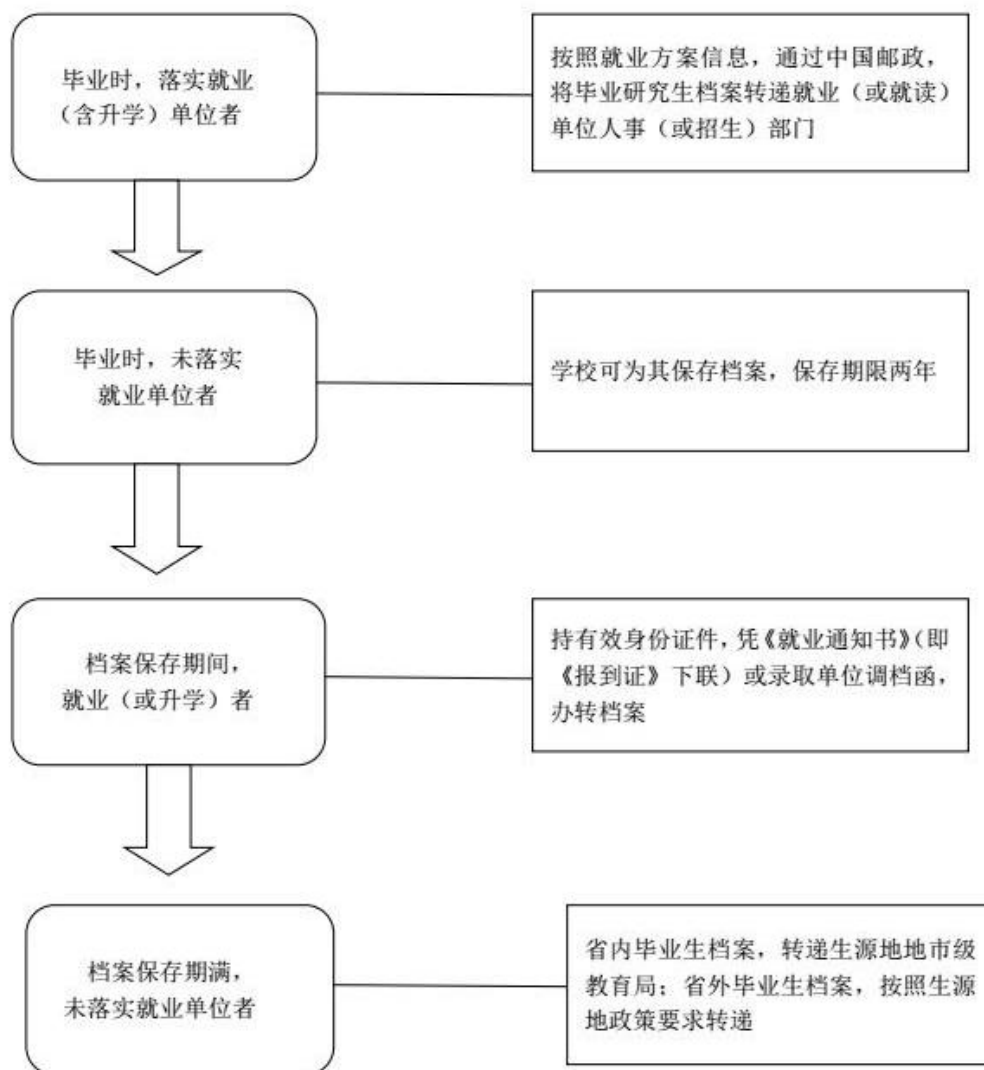 毕业时，落实就业
（含升学）单位者
按照就业方案信息，通过中国邮政，
将毕业研究生档案转递就业（或就读）
单位人事（或招生）部门
毕业时，未落实
就业单位者
学校可为其保存档案，保存期限两年
档案保存期间，
就业（或升学）者
持有效身份证件，凭《就业通知书》（即
《报到证》下联）或录取单位调档函，
办转档案
档案保存期满，
未落实就业单位者
省内毕业生档案，转递生源地地市级
教育局；省外毕业生档案，按照生源
地政策要求转递